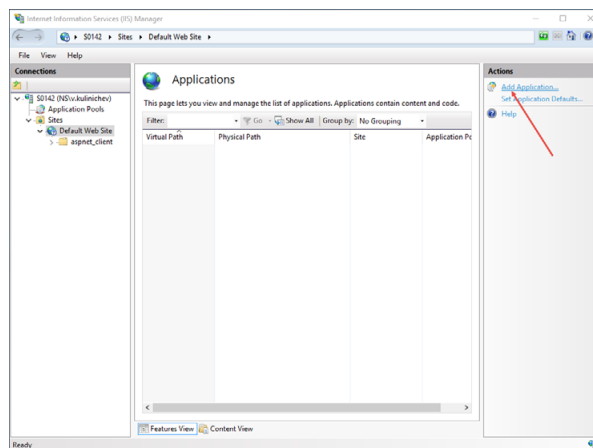 Internet Information Services (IIS) Manager
S0142 ▸ Sites ▸ Default Web Site ▸
File View Help
Connections
S0142 (NS\v.kulinichev)
Application Pools
Sites
Default Web Site
aspnet_client
Applications
This page lets you view and manage the list of applications. Applications contain content and code.
Filter: Go Show All Group by: No Grouping
Virtual Path Physical Path Site Application Po
Features View Content View
Actions
Add Application...
Set Application Defaults...
Help
Ready